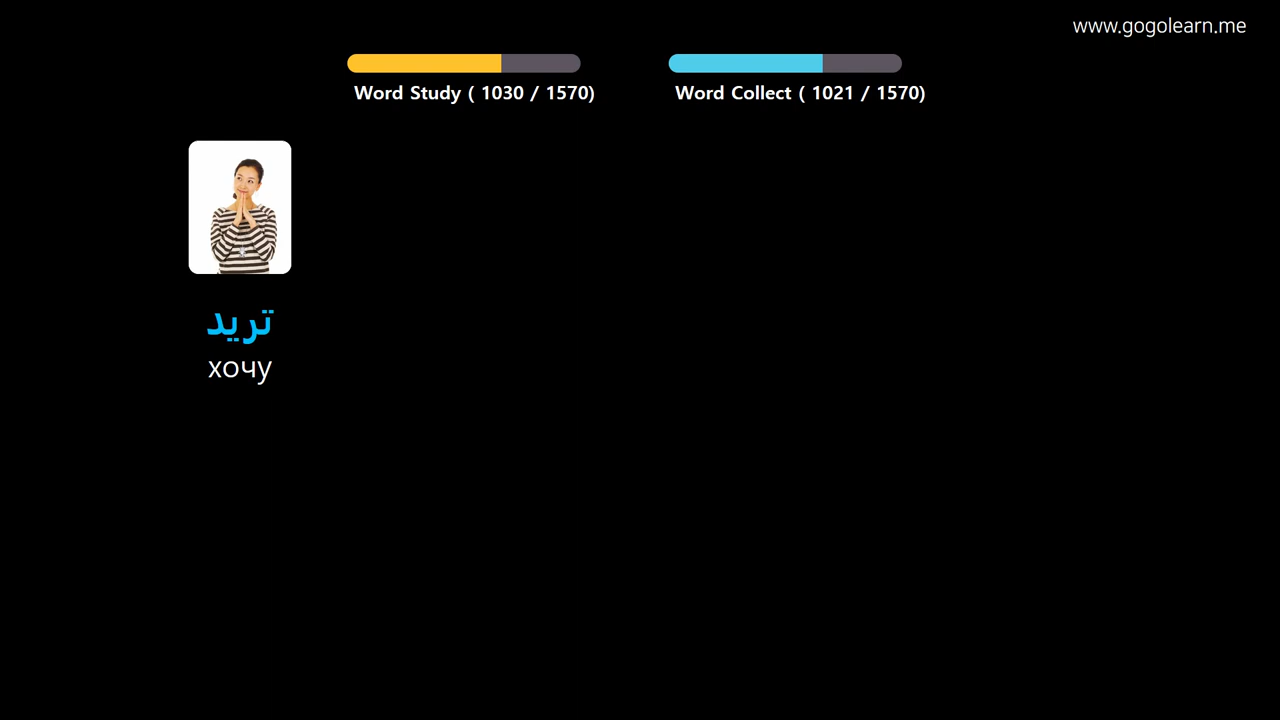 www.gogolearn.me
Word Study ( 1030 / 1570)
Word Collect ( 1021 / 1570)
تريد
хочу